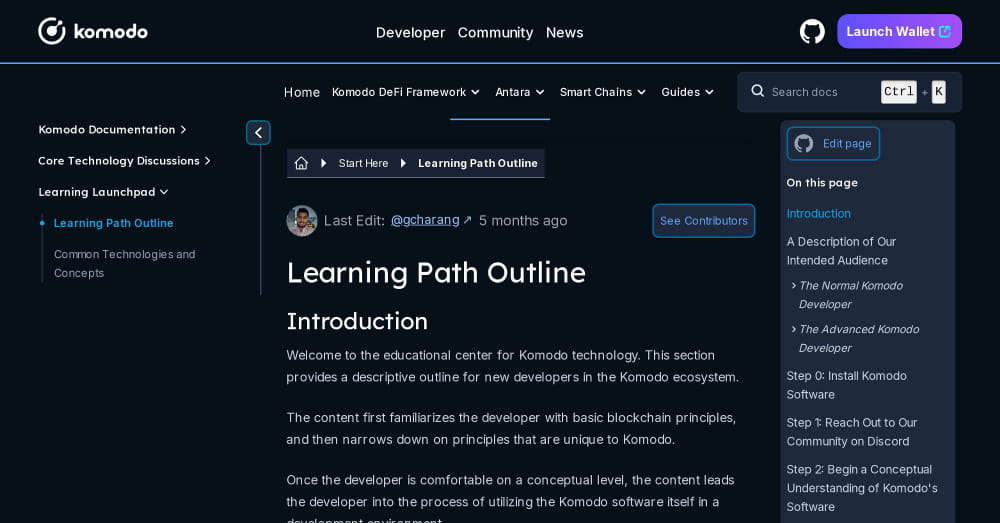 komodo
Developer Community News
Launch Wallet
Home Komodo DeFi Framework Antara Smart Chains Guides
Search docs Ctrl + K
Komodo Documentation
Core Technology Discussions
Learning Launchpad
Learning Path Outline
Common Technologies and
Concepts
Start Here Learning Path Outline
Last Edit: @gcharang ↗ 5 months ago
See Contributors
Learning Path Outline
Introduction
Welcome to the educational center for Komodo technology. This section
provides a descriptive outline for new developers in the Komodo ecosystem.
The content first familiarizes the developer with basic blockchain principles,
and then narrows down on principles that are unique to Komodo.
Once the developer is comfortable on a conceptual level, the content leads
the developer into the process of utilizing the Komodo software itself in a
development environment.
Edit page
On this page
Introduction
A Description of Our
Intended Audience
The Normal Komodo
Developer
The Advanced Komodo
Developer
Step 0: Install Komodo
Software
Step 1: Reach Out to Our
Community on Discord
Step 2: Begin a Conceptual
Understanding of Komodo's
Software